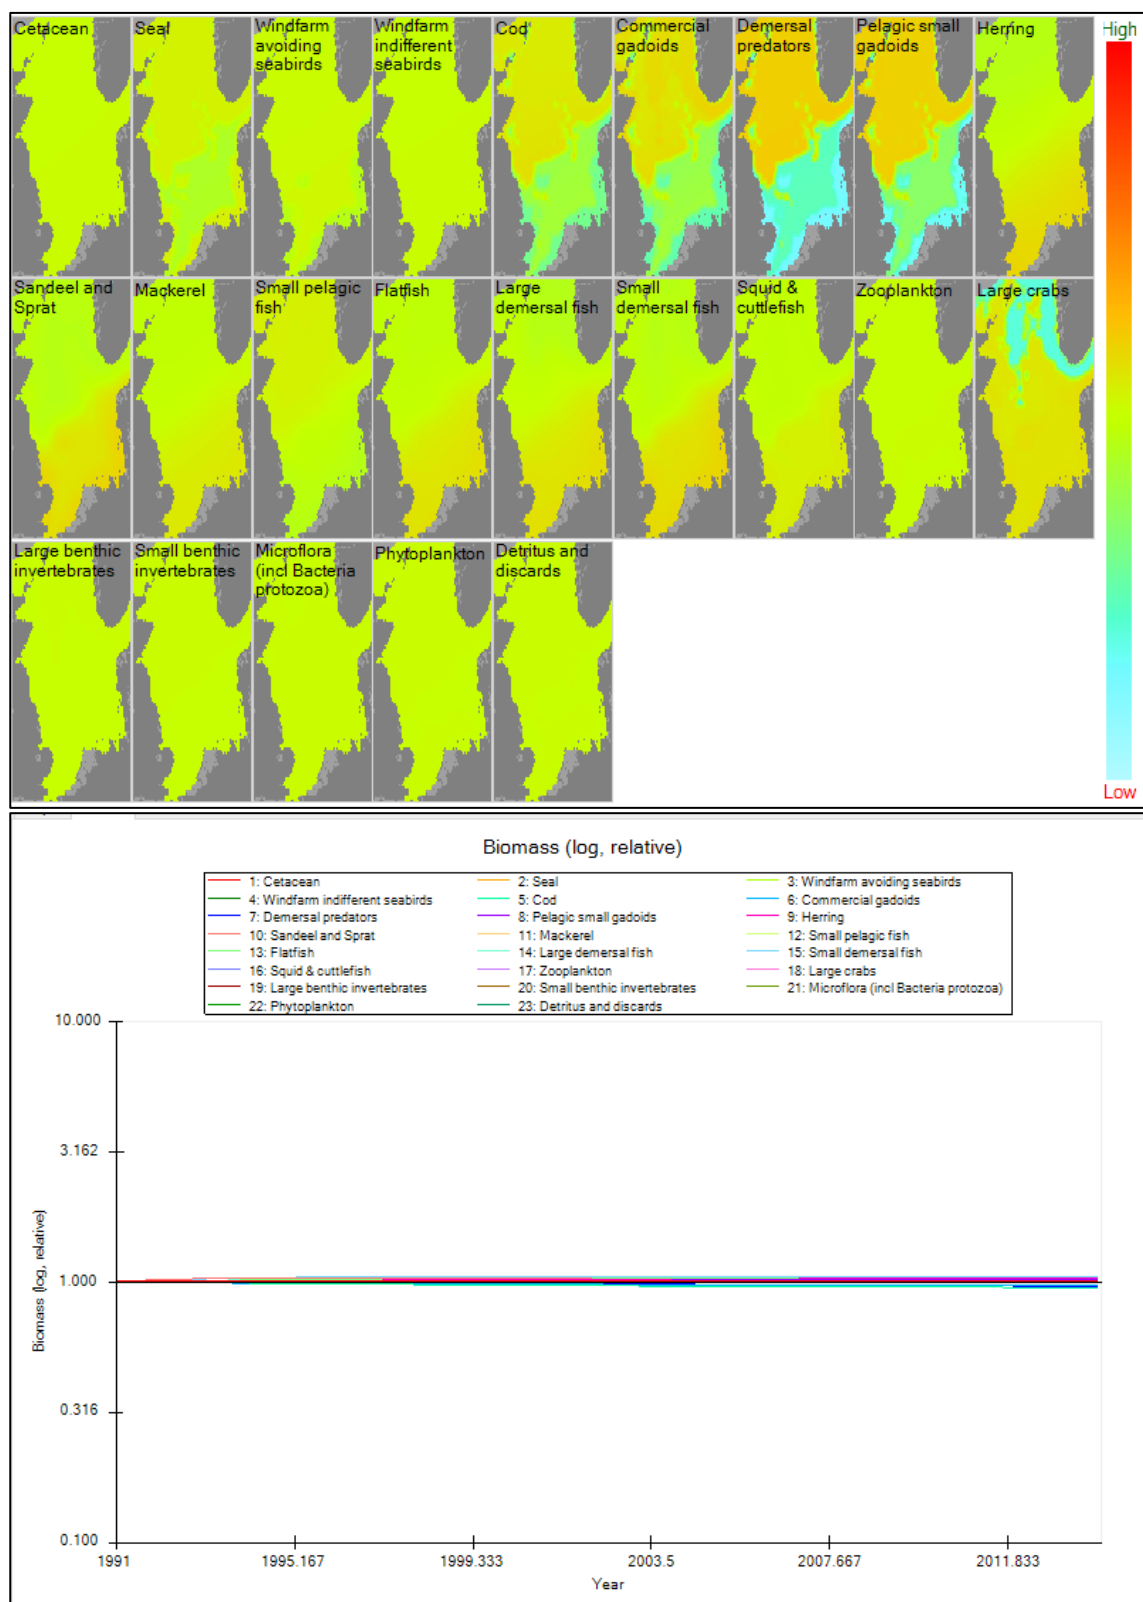 Cetacean
Seal
Windfarm
avoiding
seabirds
Windfarm
indifferent
seabirds
Cod
Commercial
gadoids
Demersal
predators
Pelagic small
gadoids
Herring
High
Sandeel and
Sprat
Mackerel
Small pelagic
fish
Flatfish
Large
demersal fish
Small
demersal fish
Squid &
cuttlefish
Zooplankton
Large crabs
Large benthic
invertebrates
Small benthic
invertebrates
Microflora
(incl Bacteria
protozoa)
Phytoplankton
Detritus and
discards
Low
Biomass (log, relative)
1: Cetacean
2: Seal
3: Windfarm avoiding seabirds
4: Windfarm indifferent seabirds
5: Cod
6: Commercial gadoids
7: Demersal predators
8: Pelagic small gadoids
9: Herring
10: Sandeel and Sprat
11: Mackerel
12: Small pelagic fish
13: Flatfish
14: Large demersal fish
15: Small demersal fish
16: Squid & cuttlefish
17: Zooplankton
18: Large crabs
19: Large benthic invertebrates
20: Small benthic invertebrates
21: Microflora (incl Bacteria protozoa)
22: Phytoplankton
23: Detritus and discards
10.000
3.162
1.000
0.316
0.100
Biomass (log, relative)
1991
1995.167
1999.333
2003.5
2007.667
2011.833
Year